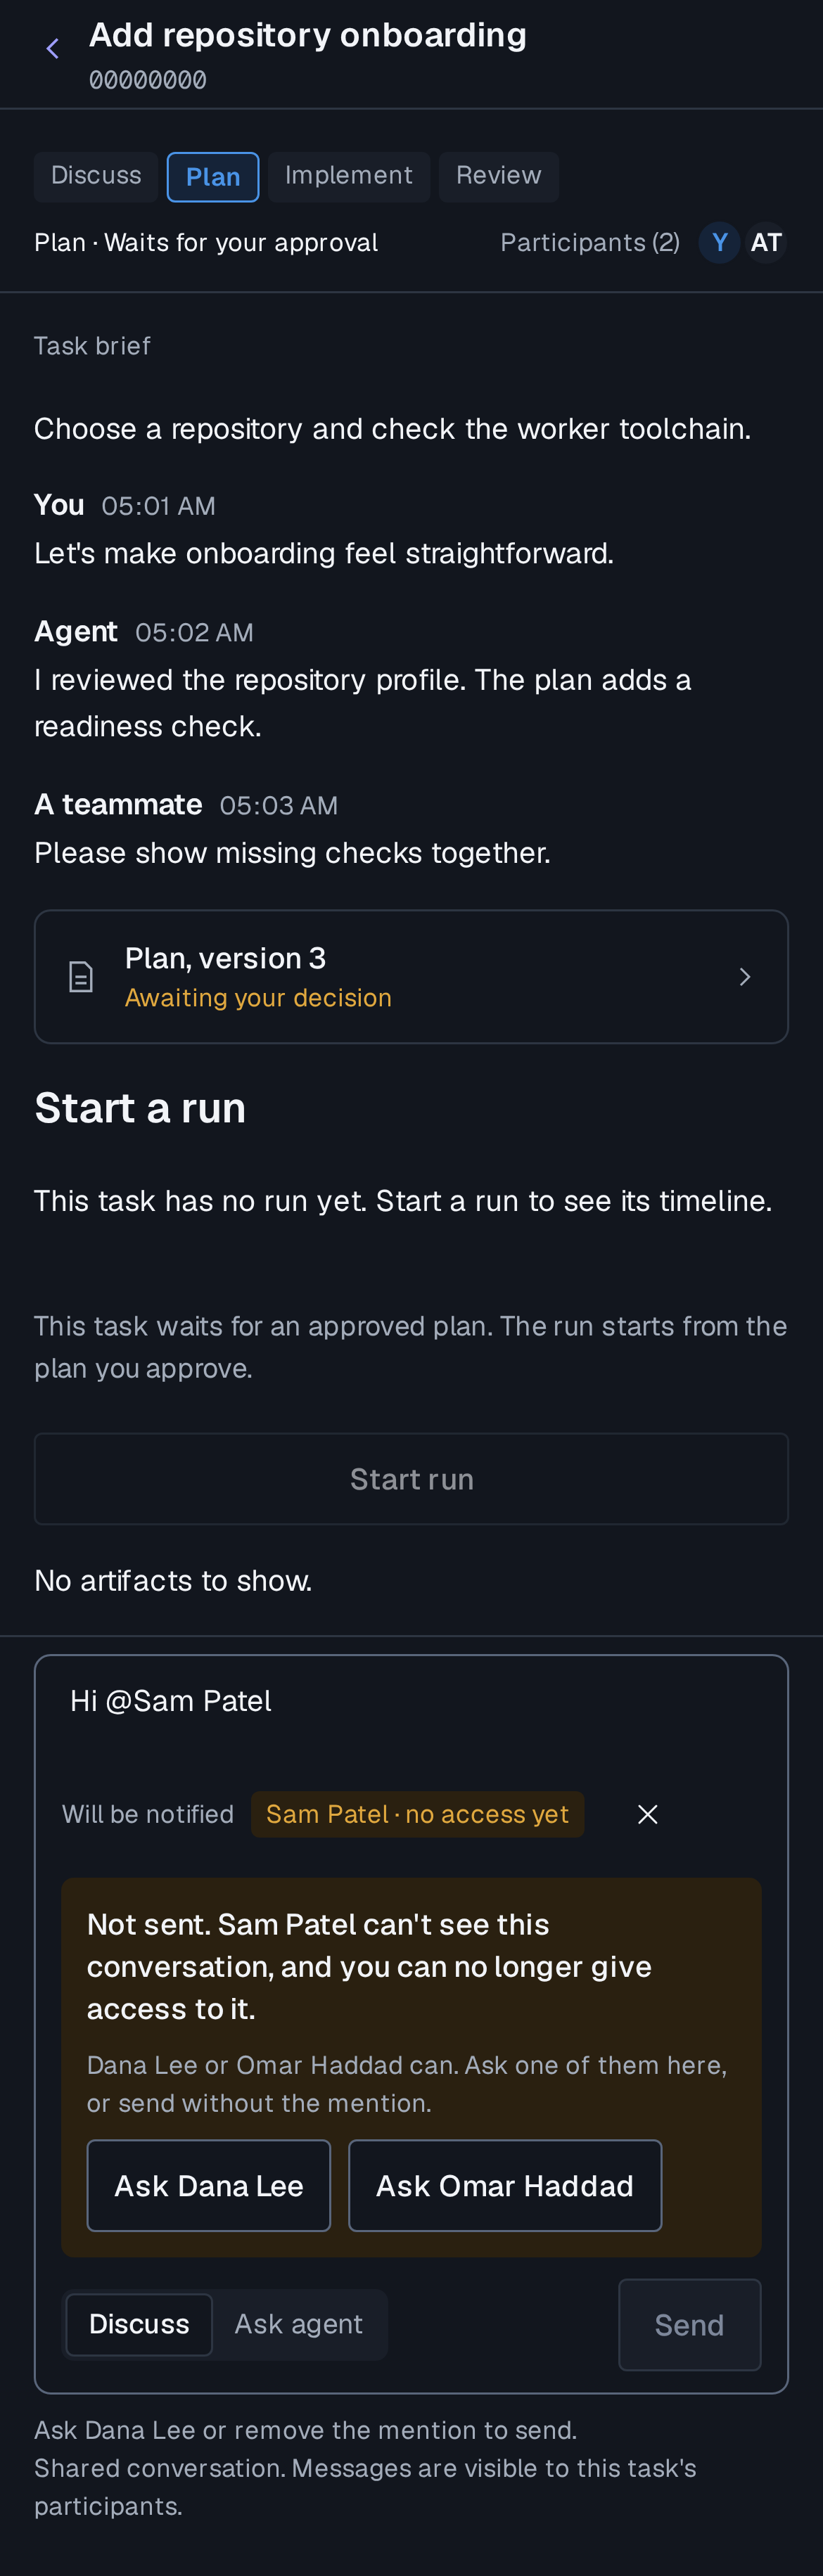 Add repository onboarding
00000000
Discuss Plan Implement Review
Plan · Waits for your approval Participants (2) Y AT
Task brief
Choose a repository and check the worker toolchain.
You 05:01 AM
Let's make onboarding feel straightforward.
Agent 05:02 AM
I reviewed the repository profile. The plan adds a
readiness check.
A teammate 05:03 AM
Please show missing checks together.
Plan, version 3
Awaiting your decision
Start a run
This task has no run yet. Start a run to see its timeline.
This task waits for an approved plan. The run starts from the
plan you approve.
Start run
No artifacts to show.
Hi @Sam Patel
Will be notified Sam Patel · no access yet
Not sent. Sam Patel can't see this
conversation, and you can no longer give
access to it.
Dana Lee or Omar Haddad can. Ask one of them here,
or send without the mention.
Ask Dana Lee Ask Omar Haddad
Discuss Ask agent Send
Ask Dana Lee or remove the mention to send.
Shared conversation. Messages are visible to this task's
participants.